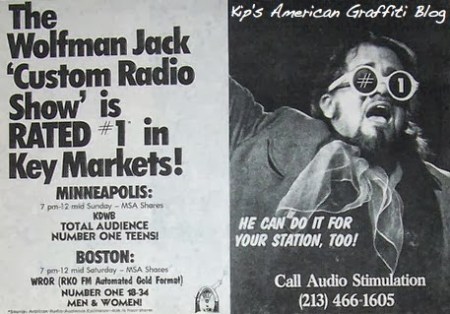 The
Wolfman Jack
'Custom Radio
Show' is
RATED #1 in
Key Markets!
MINNEAPOLIS:
7 pm-12 mid Sunday – MSA Shares
KDWB
TOTAL AUDIENCE
NUMBER ONE TEENS!
BOSTON:
7 pm-12 mid Saturday – MSA Shares
WROR (RKO FM Automated Gold Format)
NUMBER ONE 18-34
MEN & WOMEN!
Kip's American Graffiti Blog
# 1
HE CAN DO IT FOR
YOUR STATION, TOO!
Call Audio Stimulation
(213) 466-1605